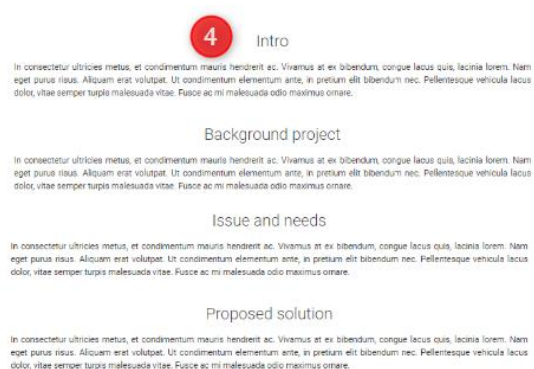 4
Intro
In consectetur ultricies metus, et condimentum mauris hendrerit ac. Vivamus at ex bibendum, congue lacus quis, lacinia lorem. Nam
eget purus risus. Aliquam erat volutpat. Ut condimentum elementum ante, in pretium elit bibendum nec. Pellentesque vehicula lacus
dolor, vitae semper turpis malesuada vitae. Fusce ac mi malesuada odio maximus ornare.
Background project
In consectetur ultricies metus, et condimentum mauris hendrerit ac. Vivamus at ex bibendum, congue lacus quis, lacinia lorem. Nam
eget purus risus. Aliquam erat volutpat. Ut condimentum elementum ante, in pretium elit bibendum nec. Pellentesque vehicula lacus
dolor, vitae semper turpis malesuada vitae. Fusce ac mi malesuada odio maximus ornare.
Issue and needs
In consectetur ultricies metus, et condimentum mauris hendrerit ac. Vivamus at ex bibendum, congue lacus quis, lacinia lorem. Nam
eget purus risus. Aliquam erat volutpat. Ut condimentum elementum ante, in pretium elit bibendum nec. Pellentesque vehicula lacus
dolor, vitae semper turpis malesuada vitae. Fusce ac mi malesuada odio maximus ornare.
Proposed solution
In consectetur ultricies metus, et condimentum mauris hendrerit ac. Vivamus at ex bibendum, congue lacus quis, lacinia lorem. Nam
eget purus risus. Aliquam erat volutpat. Ut condimentum elementum ante, in pretium elit bibendum nec. Pellentesque vehicula lacus
dolor, vitae semper turpis malesuada vitae. Fusce ac mi malesuada odio maximus ornare.